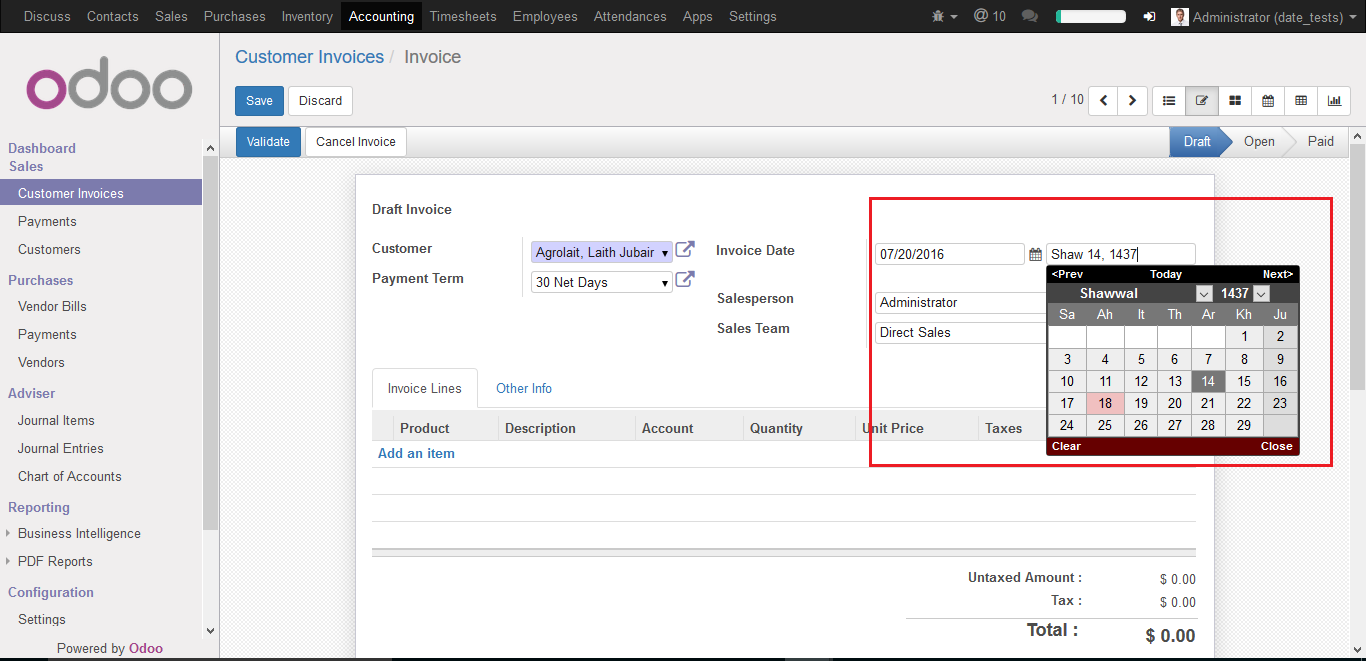 Discuss Contacts Sales Purchases Inventory Accounting Timesheets Employees Attendances Apps Settings @ 10 Administrator (date_tests)
odoo
Customer Invoices / Invoice
Save Discard
1 / 10
Validate Cancel Invoice
Draft Open Paid
Dashboard
Sales
Customer Invoices
Payments
Customers
Purchases
Vendor Bills
Payments
Vendors
Adviser
Journal Items
Journal Entries
Chart of Accounts
Reporting
Business Intelligence
PDF Reports
Configuration
Settings
Powered by Odoo
Draft Invoice
Customer Agrolait, Laith Jubair
Payment Term 30 Net Days
Invoice Date 07/20/2016 Shaw 14, 1437
Salesperson Administrator
Sales Team Direct Sales
<Prev Today Next>
Shawwal 1437
Sa Ah It Th Ar Kh Ju
1 2
3 4 5 6 7 8 9
10 11 12 13 14 15 16
17 18 19 20 21 22 23
24 25 26 27 28 29
Clear Close
Invoice Lines Other Info
Product Description Account Quantity Unit Price Taxes
Add an item
Untaxed Amount : $ 0.00
Tax : $ 0.00
Total : $ 0.00